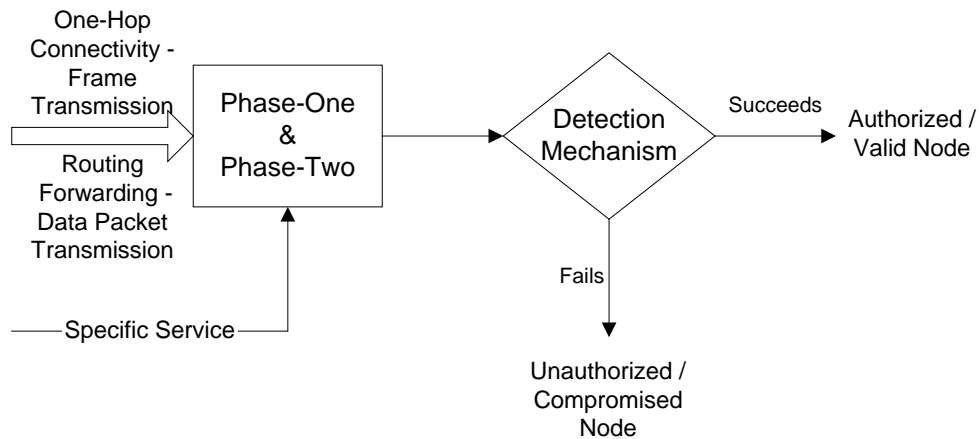 One-Hop
Connectivity -
Frame
Transmission
Routing
Forwarding -
Data Packet
Transmission
Specific Service
Phase-One
&
Phase-Two
Detection
Mechanism
Succeeds
Authorized /
Valid Node
Fails
Unauthorized /
Compromised
Node